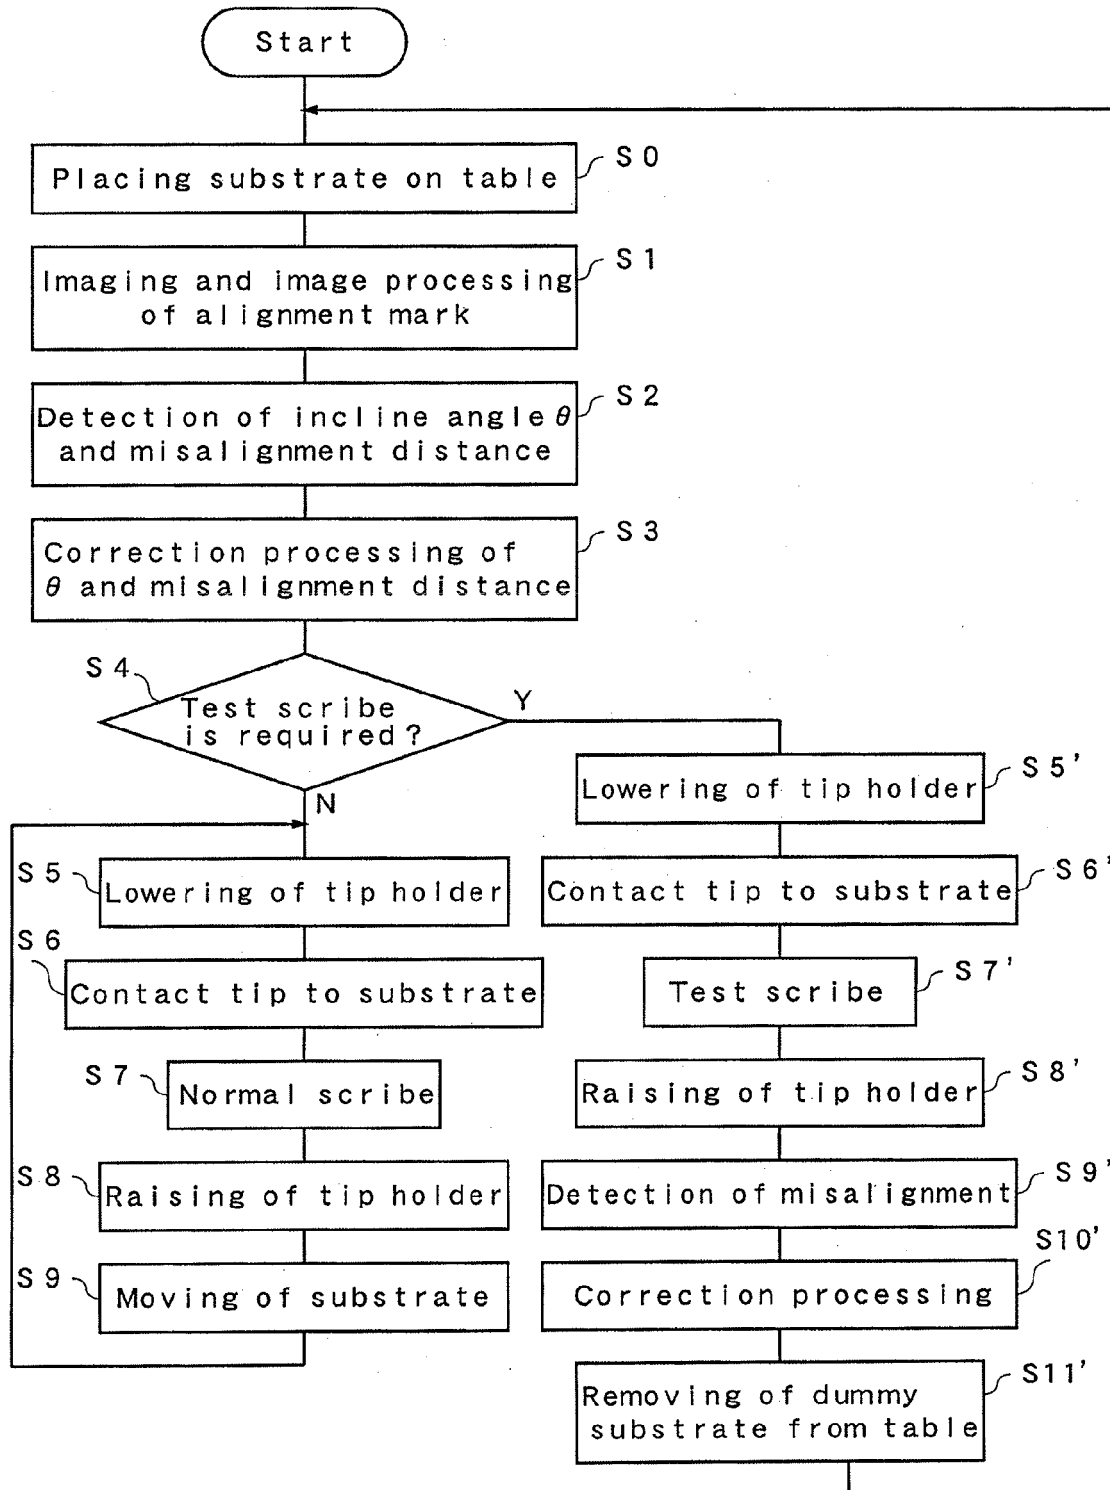 Start
S0
Placing substrate on table
S1
Imaging and image processing
of alignment mark
S2
Detection of incline angle θ
and misalignment distance
S3
Correction processing of
θ and misalignment distance
S4
Test scribe
is required?
Y
N
S5
Lowering of tip holder
S6
Contact tip to substrate
S7
Normal scribe
S8
Raising of tip holder
S9
Moving of substrate
S5'
Lowering of tip holder
S6'
Contact tip to substrate
S7'
Test scribe
S8'
Raising of tip holder
S9'
Detection of misalignment
S10'
Correction processing
S11'
Removing of dummy
substrate from table